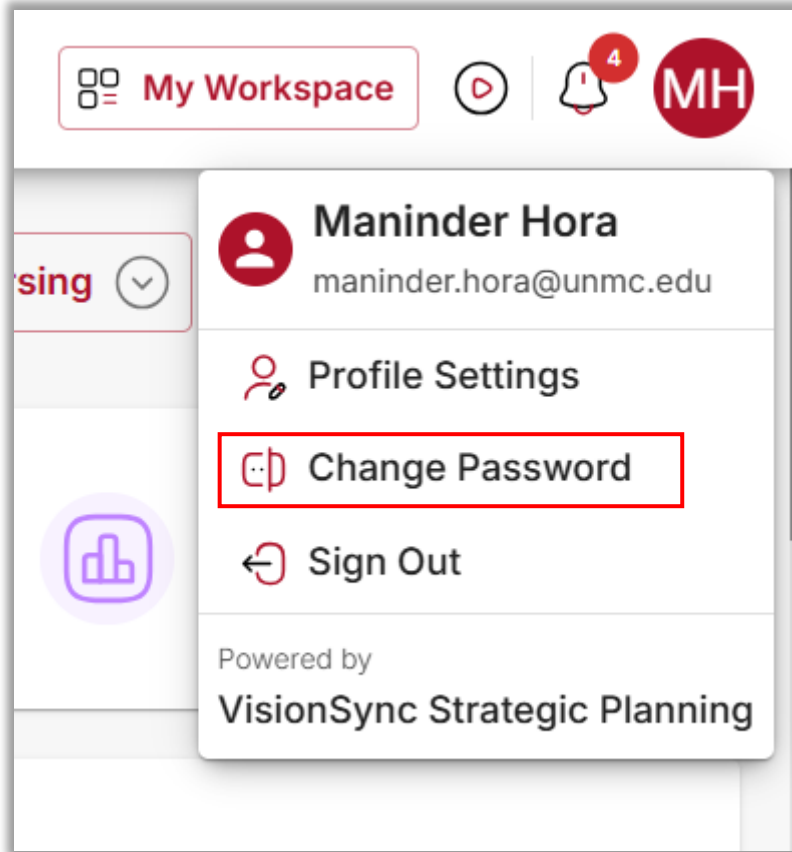 My Workspace
4
MH
Maninder Hora
maninder.hora@unmc.edu
sing
Profile Settings
Change Password
Sign Out
Powered by
VisionSync Strategic Planning